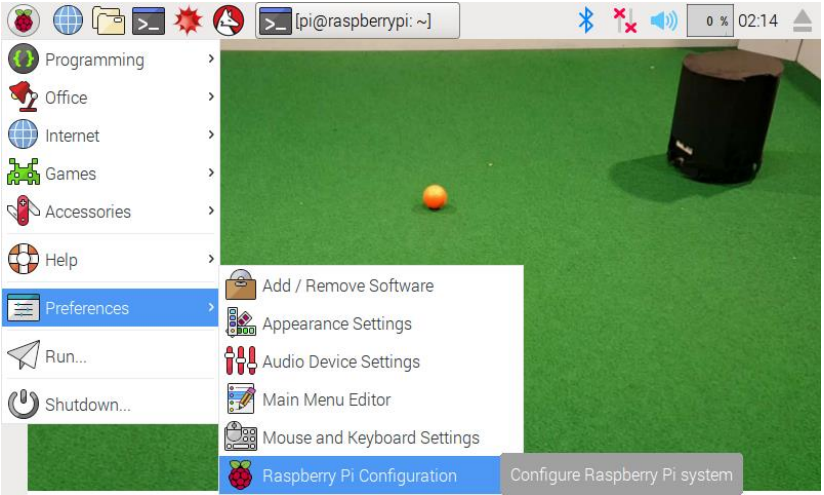 [pi@raspberrypi: ~]
0 %
02:14
Programming
Office
Internet
Games
Accessories
Help
Preferences
Run...
Shutdown...
Add / Remove Software
Appearance Settings
Audio Device Settings
Main Menu Editor
Mouse and Keyboard Settings
Raspberry Pi Configuration
Configure Raspberry Pi system